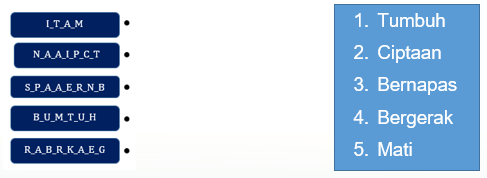 I_T_A_M
N_A_A_I_P_C_T
S_P_A_A_E_R_N_B
B_U_M_T_U_H
R_A_B_R_K_A_E_G
1. Tumbuh
2. Ciptaan
3. Bernapas
4. Bergerak
5. Mati